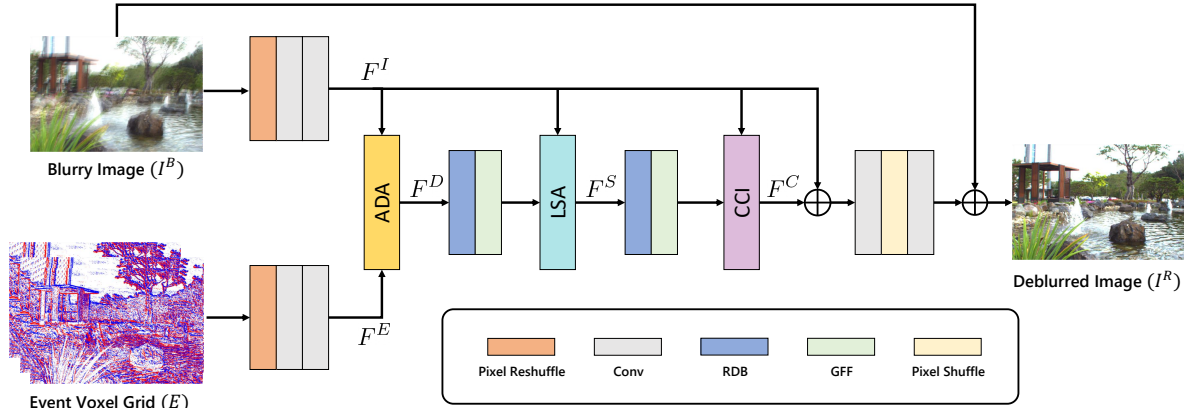 F^I
Blurry Image (I^B)
ADA
F^D
LSA
F^S
CCI
F^C
Deblurred Image (I^R)
F^E
Event Voxel Grid (E)
Pixel Reshuffle
Conv
RDB
GFF
Pixel Shuffle